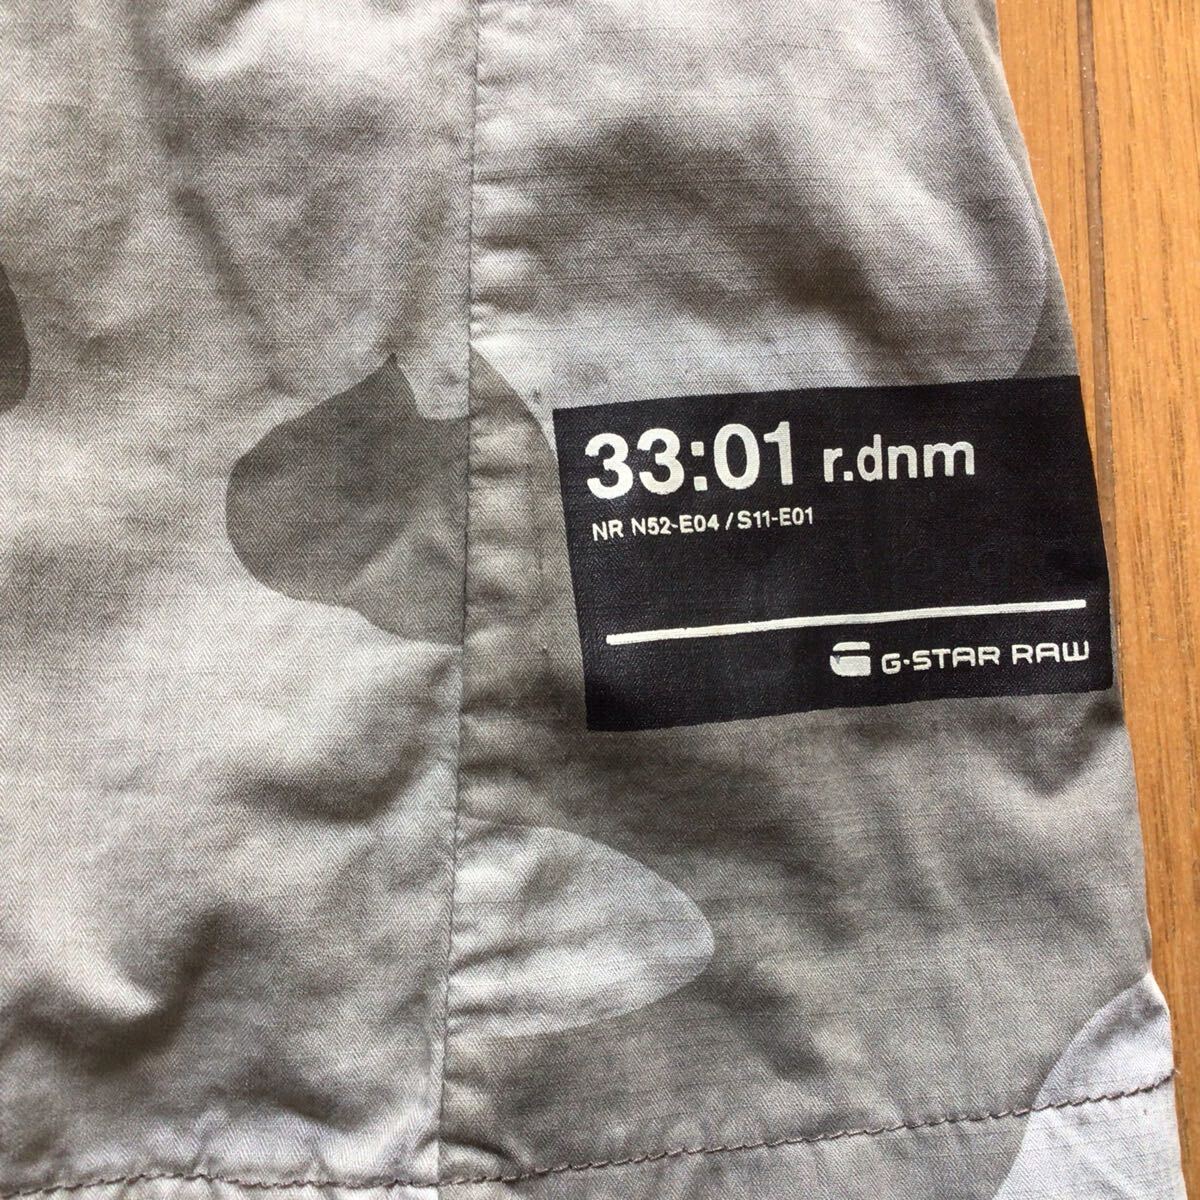 33:01 r.dnm
NR N52-E04 / S11-E01
G-STAR RAW